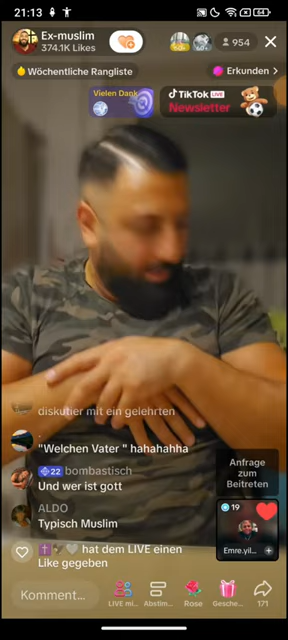 21:13
64
Ex-muslim
374.1K Likes
954
Wöchentliche Rangliste
Erkunden >
Vielen Dank
TikTok LIVE
Newsletter
diskutier mit ein gelehrten
"Welchen Vater " hahahahha
22 bombastisch
Und wer ist gott
ALDO
Typisch Muslim
hat dem LIVE einen
Like gegeben
Anfrage
zum
Beitreten
19
Emre.yil...
Komment...
LIVE mi...
Abstim...
Rose
Gesche...
171